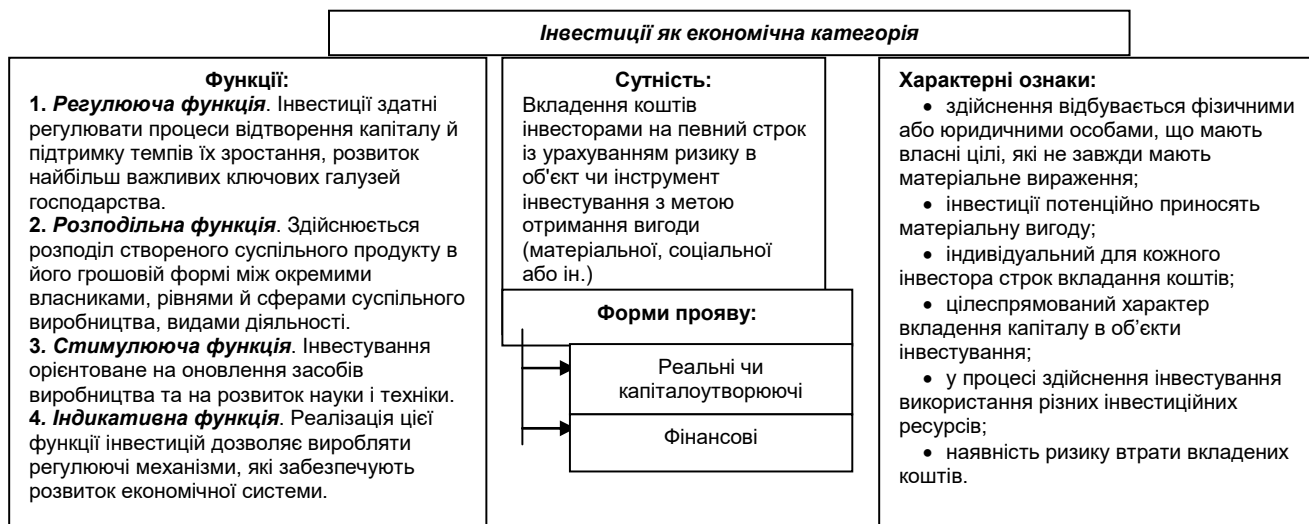 Інвестиції як економічна категорія
Функції:
1. Регулююча функція. Інвестиції здатні
регулювати процеси відтворення капіталу й
підтримку темпів їх зростання, розвиток
найбільш важливих ключових галузей
господарства.
2. Розподільна функція. Здійснюється
розподіл створеного суспільного продукту в
його грошовій формі між окремими
власниками, рівнями й сферами суспільного
виробництва, видами діяльності.
3. Стимулююча функція. Інвестування
орієнтоване на оновлення засобів
виробництва та на розвиток науки і техніки.
4. Індикативна функція. Реалізація цієї
функції інвестицій дозволяє виробляти
регулюючі механізми, які забезпечують
розвиток економічної системи.
Сутність:
Вкладення коштів
інвесторами на певний строк
із урахуванням ризику в
об'єкт чи інструмент
інвестування з метою
отримання вигоди
(матеріальної, соціальної
або ін.)
Форми прояву:
Реальні чи
капіталоутворюючі
Фінансові
Характерні ознаки:
• здійснення відбувається фізичними
або юридичними особами, що мають
власні цілі, які не завжди мають
матеріальне вираження;
• інвестиції потенційно приносять
матеріальну вигоду;
• індивідуальний для кожного
інвестора строк вкладання коштів;
• цілеспрямований характер
вкладення капіталу в об’єкти
інвестування;
• у процесі здійснення інвестування
використання різних інвестиційних
ресурсів;
• наявність ризику втрати вкладених
коштів.